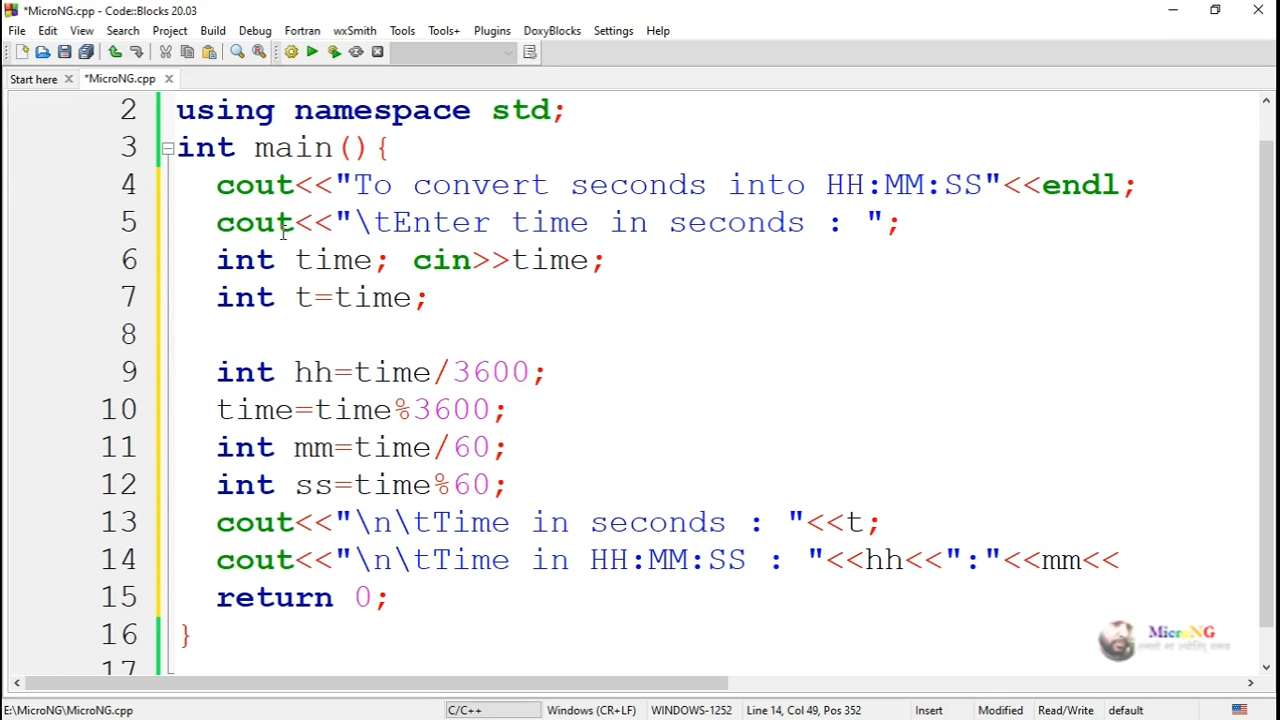 *MicroNG.cpp - Code::Blocks 20.03
File Edit View Search Project Build Debug Fortran wxSmith Tools Tools+ Plugins DoxyBlocks Settings Help
Start here *MicroNG.cpp
2 using namespace std;
3 int main(){
4 cout<<"To convert seconds into HH:MM:SS"<<endl;
5 cout<<"\tEnter time in seconds : ";
6 int time; cin>>time;
7 int t=time;
8
9 int hh=time/3600;
10 time=time%3600;
11 int mm=time/60;
12 int ss=time%60;
13 cout<<"\n\tTime in seconds : "<<t;
14 cout<<"\n\tTime in HH:MM:SS : "<<hh<<":"<<mm<<
15 return 0;
16 }
17
MicroNG
तमसो मा ज्योतिर् गमय
E:\MicroNG\MicroNG.cpp C/C++ Windows (CR+LF) WINDOWS-1252 Line 14, Col 49, Pos 352 Insert Modified Read/Write default